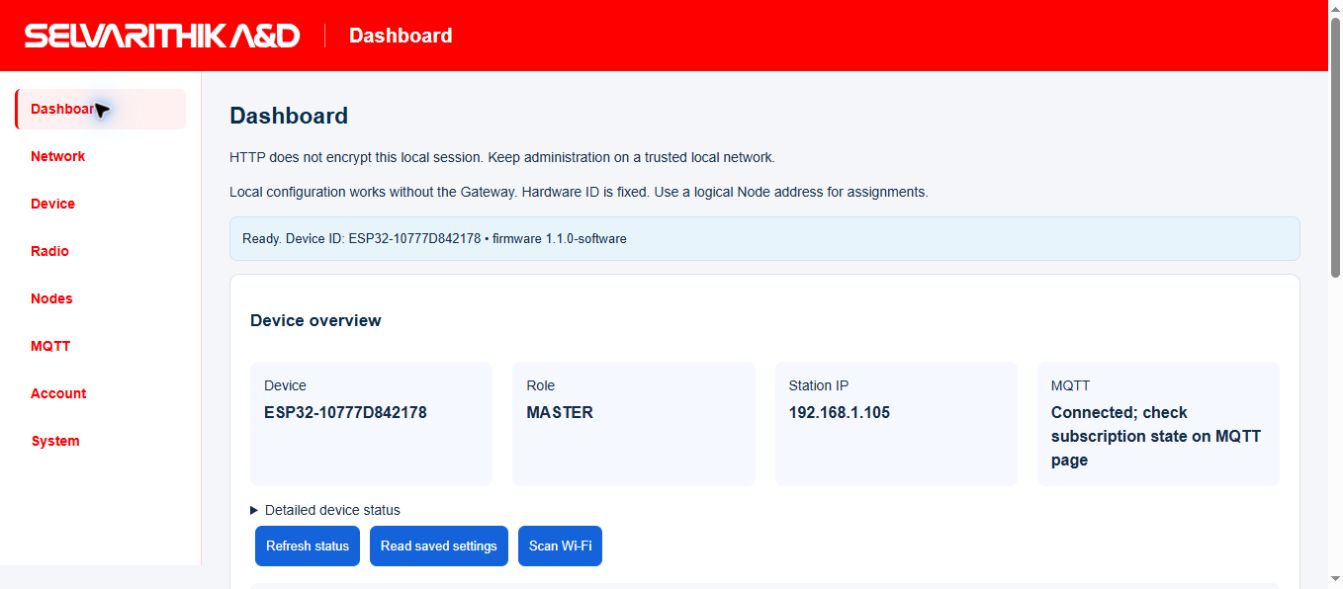 SELVARITHIK A&D
Dashboard
Dashboard
Network
Device
Radio
Nodes
MQTT
Account
System
Dashboard
HTTP does not encrypt this local session. Keep administration on a trusted local network.
Local configuration works without the Gateway. Hardware ID is fixed. Use a logical Node address for assignments.
Ready. Device ID: ESP32-10777D842178 • firmware 1.1.0-software
Device overview
Device
ESP32-10777D842178
Role
MASTER
Station IP
192.168.1.105
MQTT
Connected; check
subscription state on MQTT
page
Detailed device status
Refresh status
Read saved settings
Scan Wi-Fi